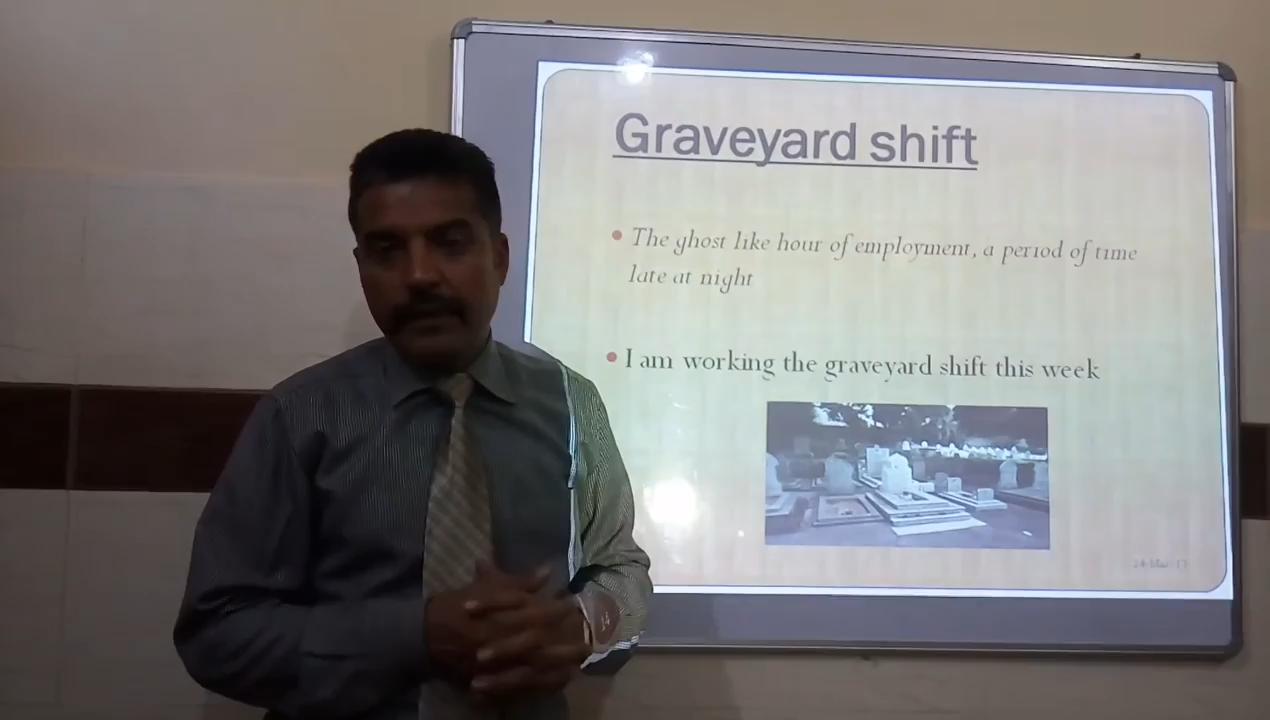 Graveyard shift
The ghost like hour of employment, a period of time
late at night
I am working the graveyard shift this week